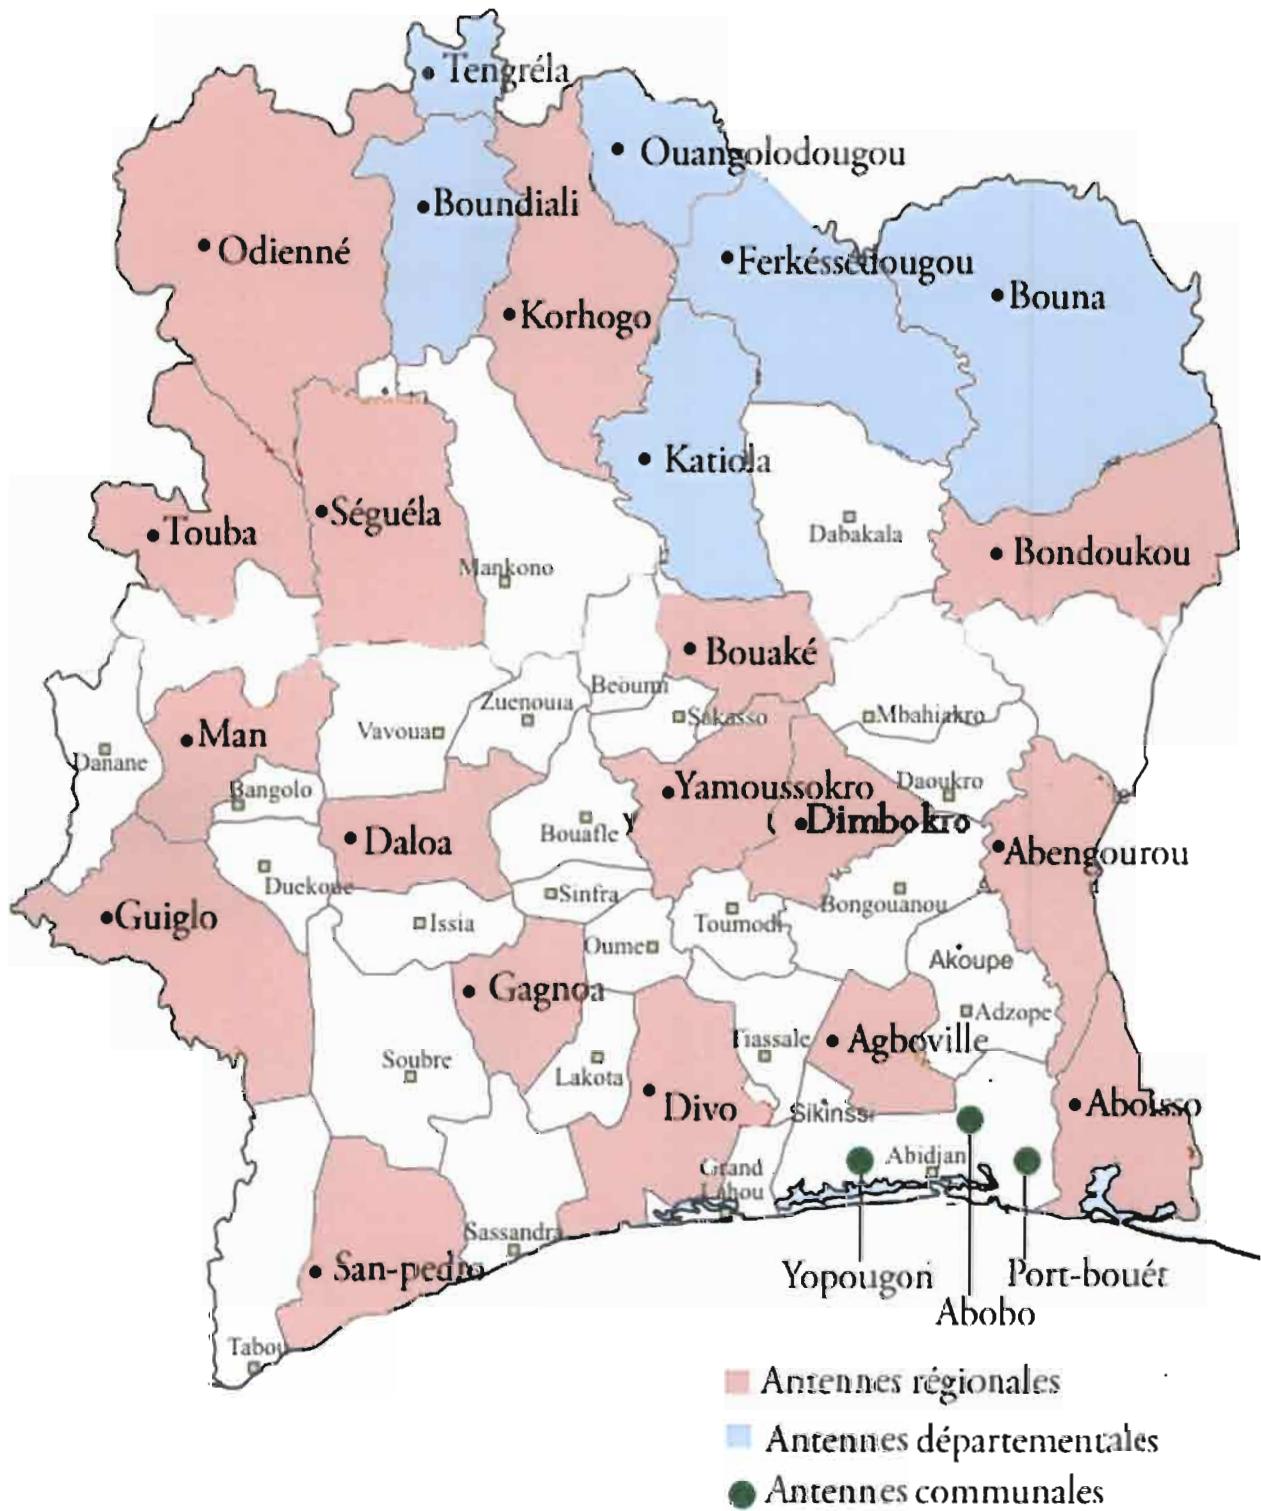 Tengréla
Ouangolodougou
Boundiali
Odienné
Ferkéssédougou
Bouna
Korhogo
Katiola
Séguéla
Touba
Dabakala
Bondoukou
Mankono
Bouaké
Beoumi
Zuenouia
Sakasso
Mbahiakro
Vavoua
Man
Danane
Bangolo
Yamoussokro
Daoukro
Dimbokro
Bouafle
Daloa
Abengourou
Duekoue
Sinfra
Bongouanou
Guiglo
Issia
Toumodi
Oume
Akoupe
Gagnoa
Adzope
Tiassale
Agboville
Soubre
Lakota
Divo
Sikinssi
Aboisso
Abidjan
Grand
Lahou
Sassandra
San-pedro
Yopougon
Port-bouét
Abobo
Tabou
Antennes régionales
Antennes départementales
Antennes communales